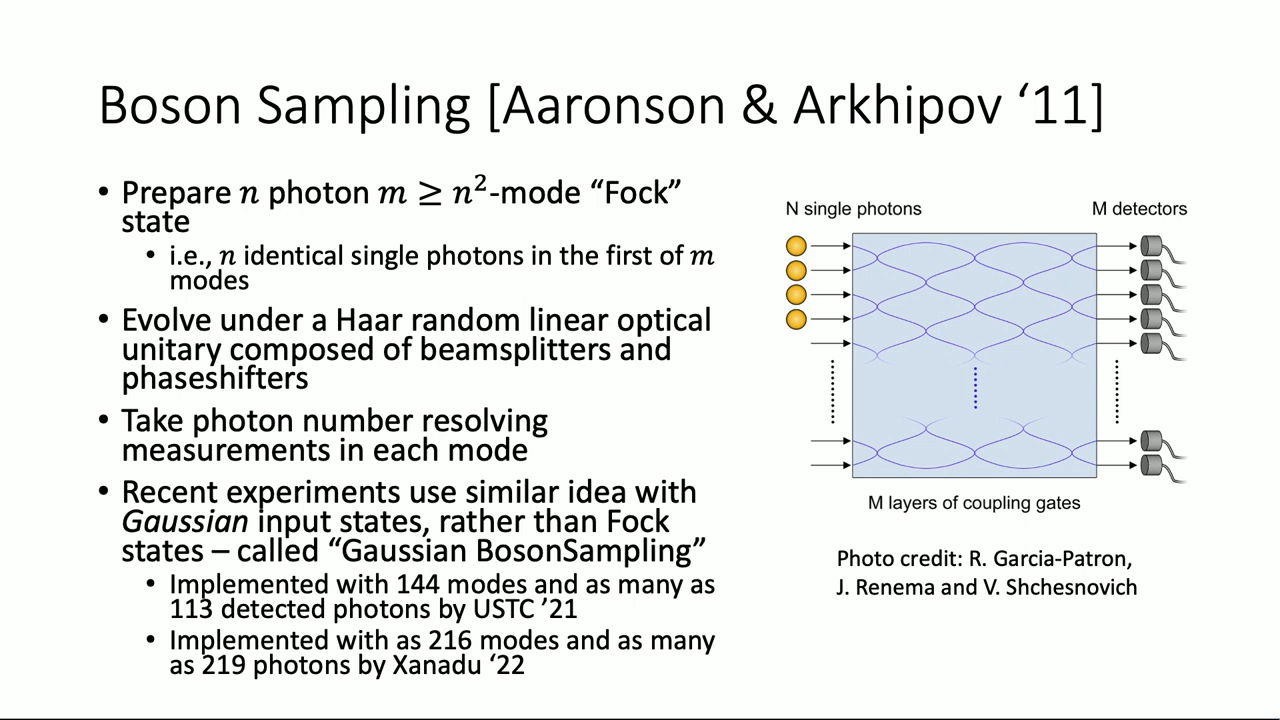 Boson Sampling [Aaronson & Arkhipov ‘11]
• Prepare 𝑛 photon 𝑚 ≥ 𝑛²-mode “Fock”
state
• i.e., 𝑛 identical single photons in the first of 𝑚
modes
• Evolve under a Haar random linear optical
unitary composed of beamsplitters and
phaseshifters
• Take photon number resolving
measurements in each mode
• Recent experiments use similar idea with
Gaussian input states, rather than Fock
states – called “Gaussian BosonSampling”
• Implemented with 144 modes and as many as
113 detected photons by USTC ’21
• Implemented with as 216 modes and as many
as 219 photons by Xanadu ‘22
N single photons
M detectors
M layers of coupling gates
Photo credit: R. Garcia-Patron,
J. Renema and V. Shchesnovich